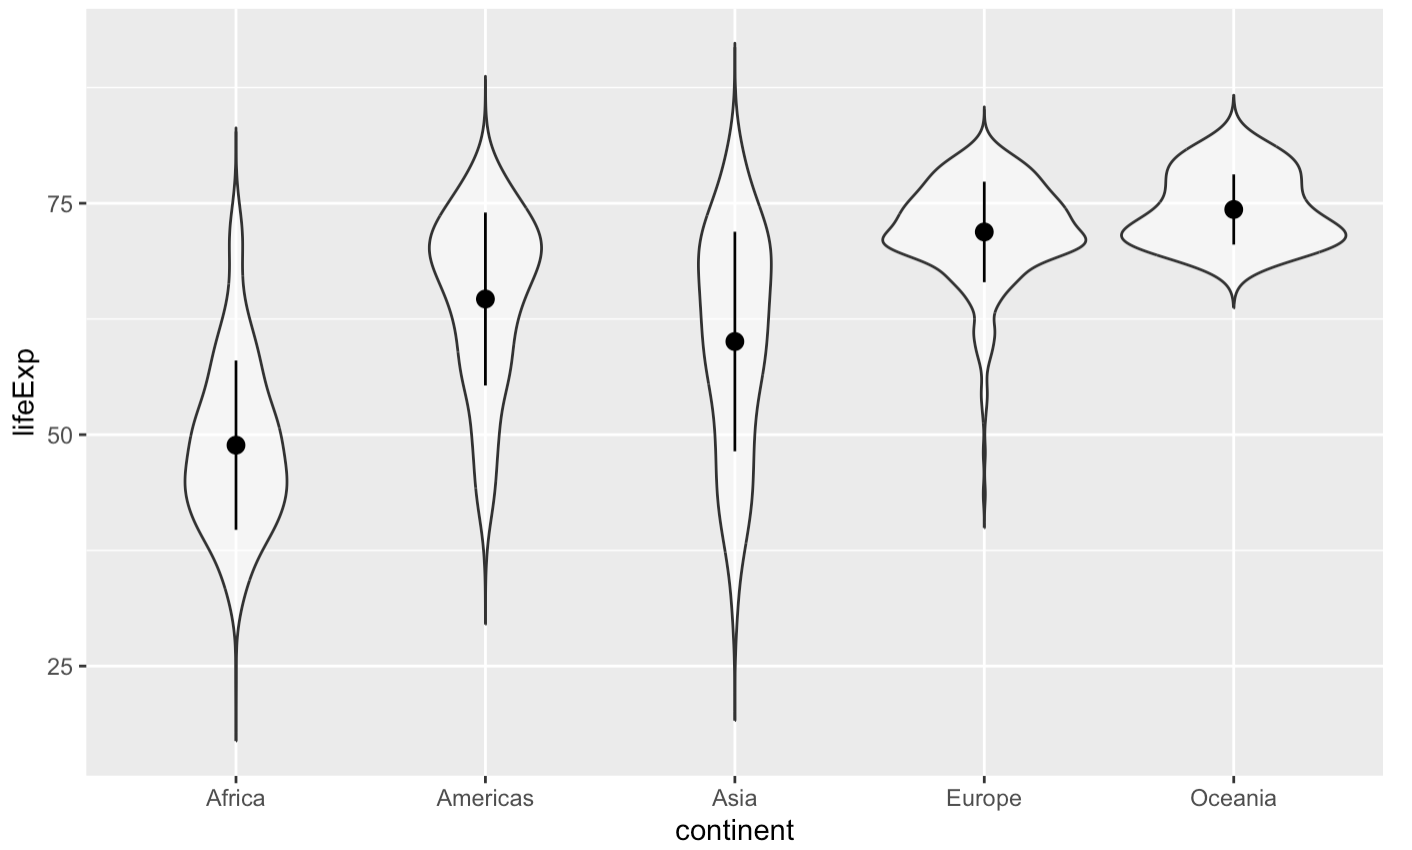 lifeExp
75
50
25
Africa Americas Asia Europe Oceania
continent